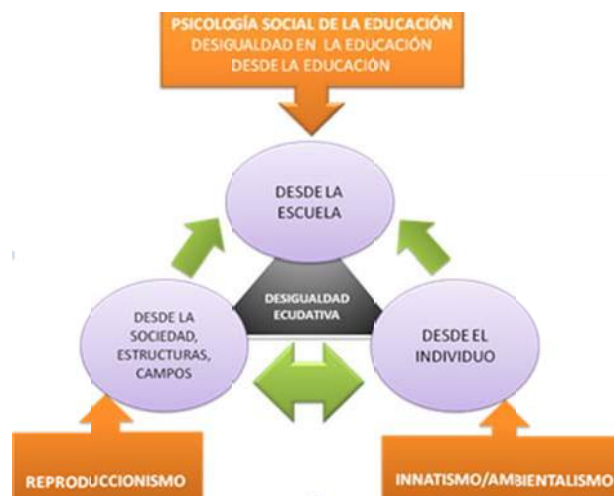 PSICOLOGÍA SOCIAL DE LA EDUCACIÓN
DESIGUALDAD EN LA EDUCACIÓN
DESDE LA EDUCACIÓN
DESDE LA
ESCUELA
DESIGUALDAD
ECUDATIVA
DESDE LA
SOCIEDAD,
ESTRUCTURAS,
CAMPOS
DESDE EL
INDIVIDUO
REPRODUCCIONISMO
INNATISMO/AMBIENTALISMO